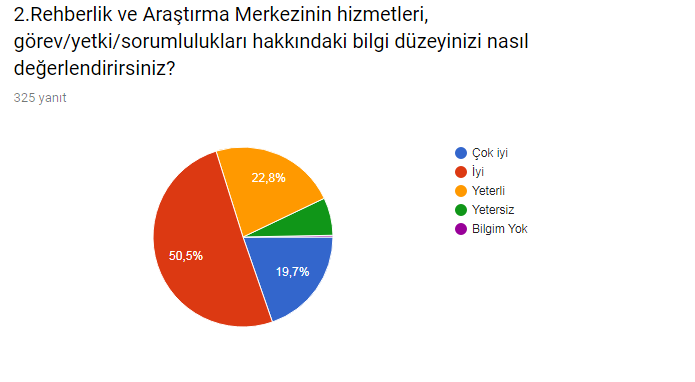 2.Rehberlik ve Araştırma Merkezinin hizmetleri,
görev/yetki/sorumlulukları hakkındaki bilgi düzeyinizi nasıl
değerlendirirsiniz?
325 yanıt
22,8%
50,5%
19,7%
Çok iyi
İyi
Yeterli
Yetersiz
Bilgim Yok